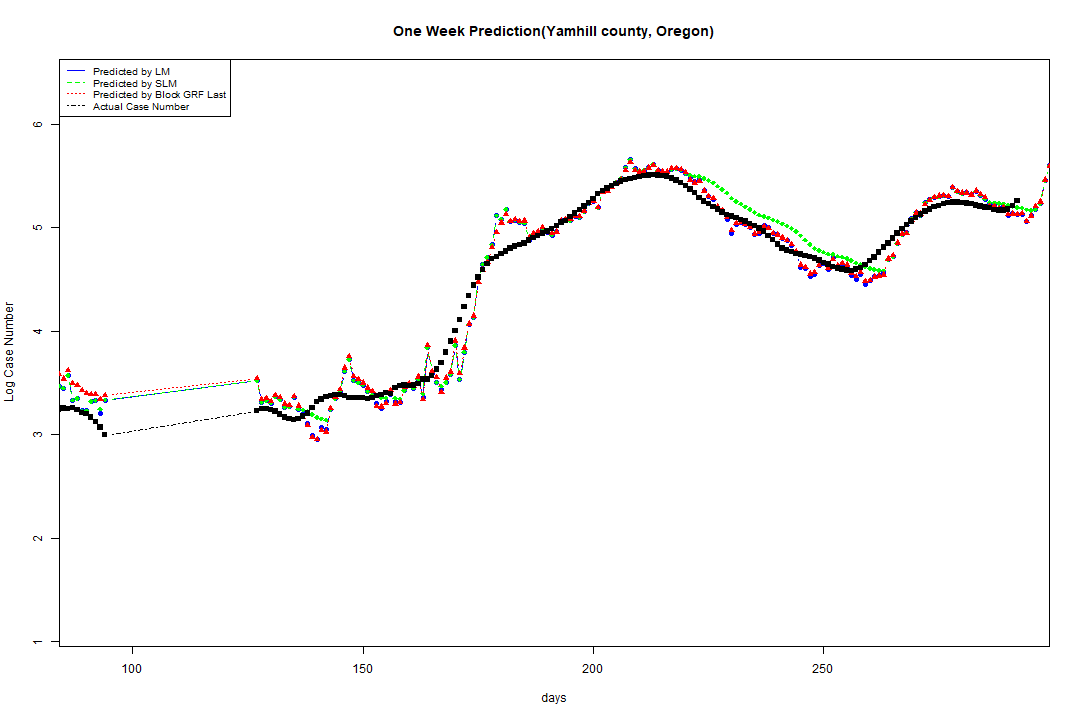 One Week Prediction(Yamhill county, Oregon)
Predicted by LM
Predicted by SLM
Predicted by Block GRF Last
Actual Case Number
6
5
4
3
2
1
Log Case Number
100 150 200 250
days